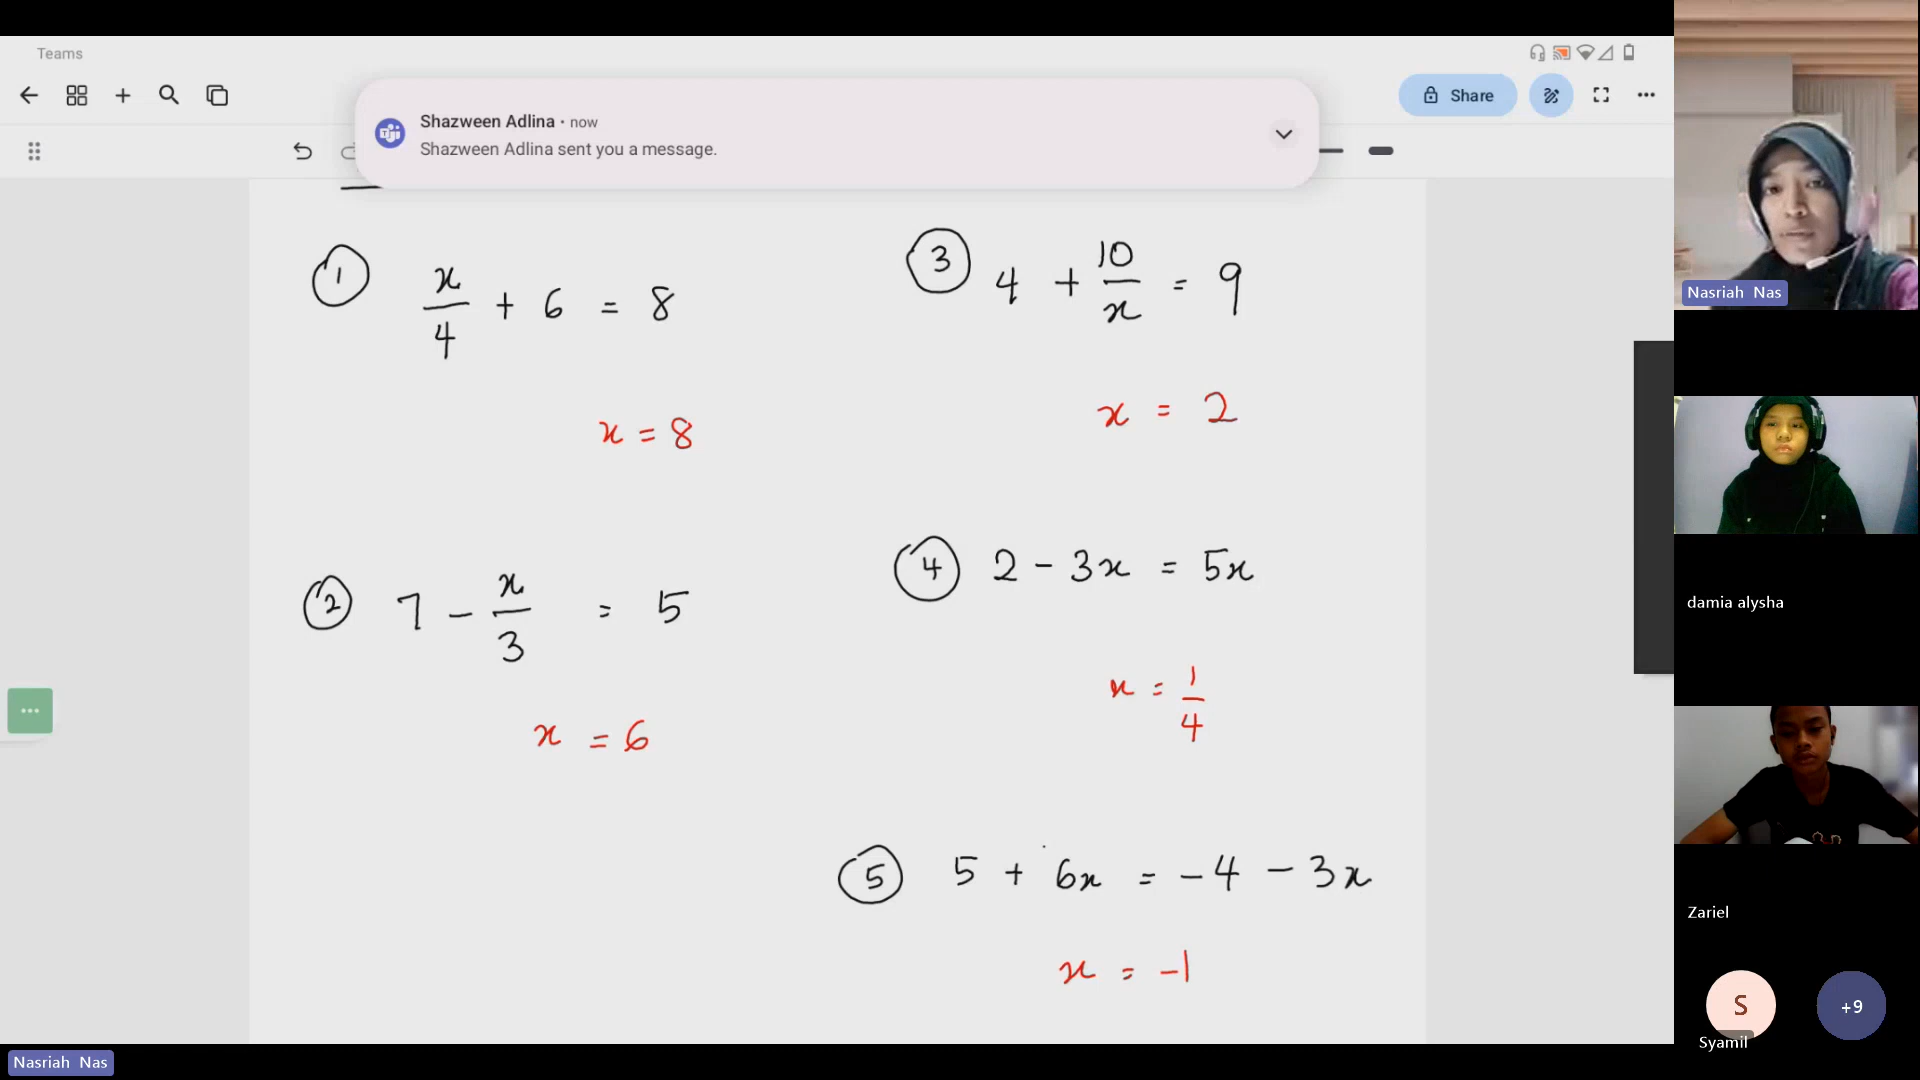 Teams
Share
Shazween Adlina • now
Shazween Adlina sent you a message.
① x/4 + 6 = 8
x = 8
② 7 - x/3 = 5
x = 6
③ 4 + 10/x = 9
x = 2
④ 2 - 3x = 5x
x = 1/4
⑤ 5 + 6x = -4 - 3x
x = -1
Nasriah Nas
damia alysha
Zariel
S
+9
Syamil
Nasriah Nas